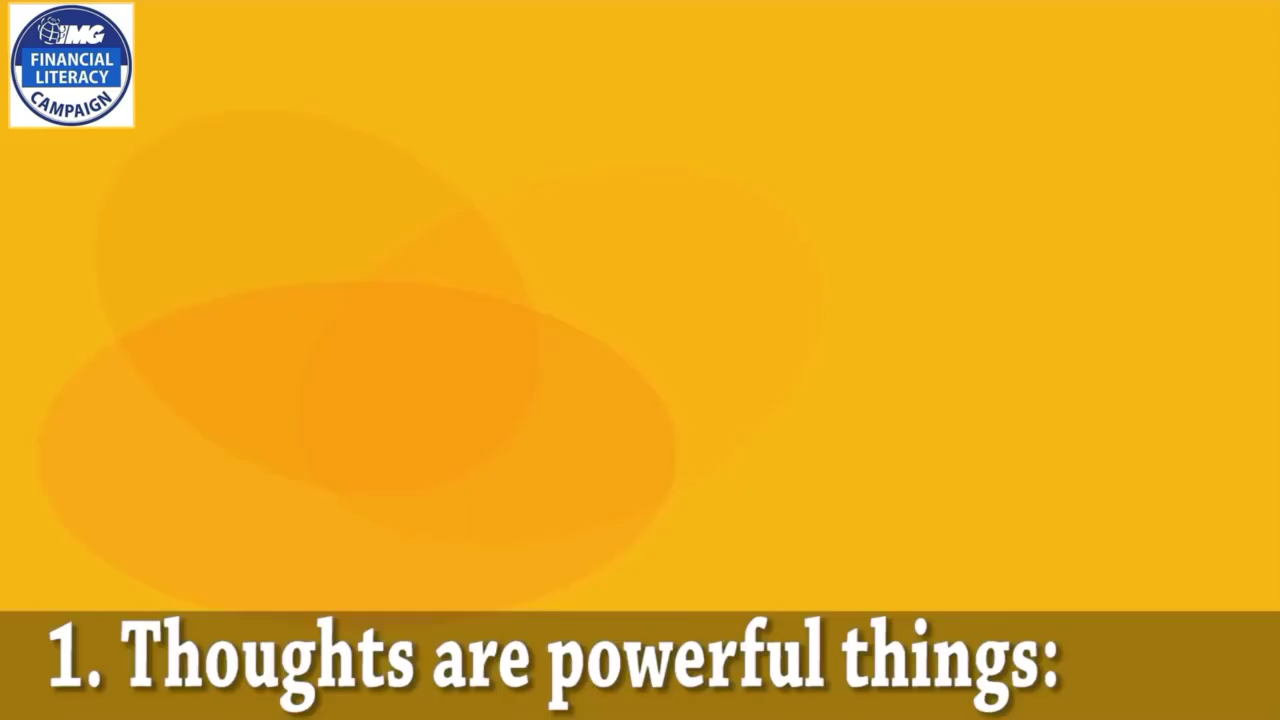 IMG
FINANCIAL
LITERACY
CAMPAIGN
1. Thoughts are powerful things: